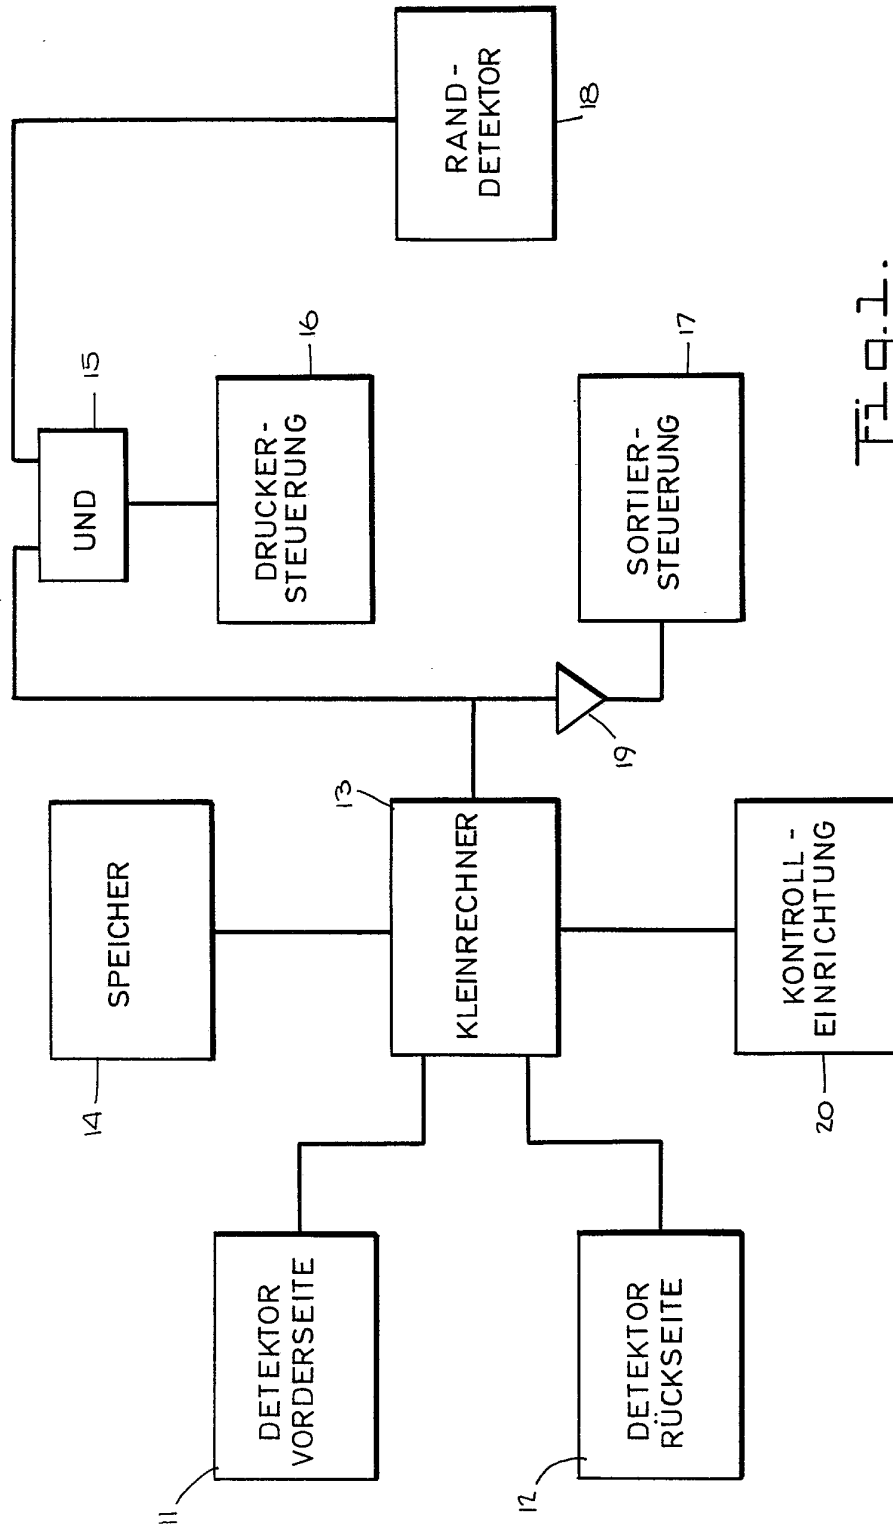 11
DETEKTOR
VORDERSEITE
12
DETEKTOR
RÜCKSEITE
14
SPEICHER
13
KLEINRECHNER
20
KONTROLL-
EINRICHTUNG
15
UND
16
DRUCKER-
STEUERUNG
19
17
SORTIER-
STEUERUNG
18
RAND-
DETEKTOR
Fig.1.